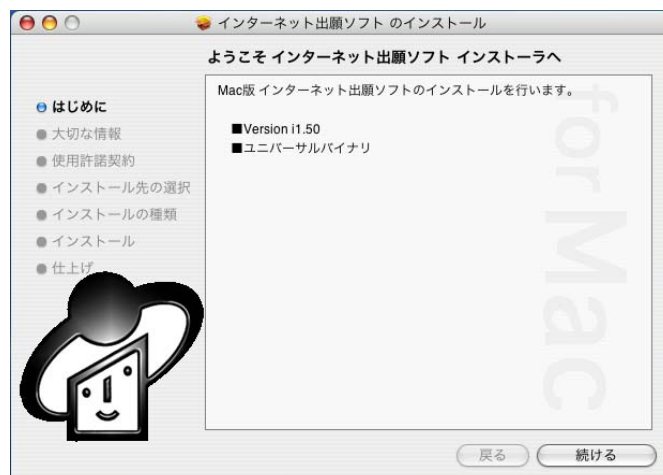 インターネット出願ソフト のインストール
ようこそ インターネット出願ソフト インストーラへ
はじめに
大切な情報
使用許諾契約
インストール先の選択
インストールの種類
インストール
仕上げ
Mac版 インターネット出願ソフトのインストールを行います。
■Version i1.50
■ユニバーサルバイナリ
for Mac
戻る
続ける